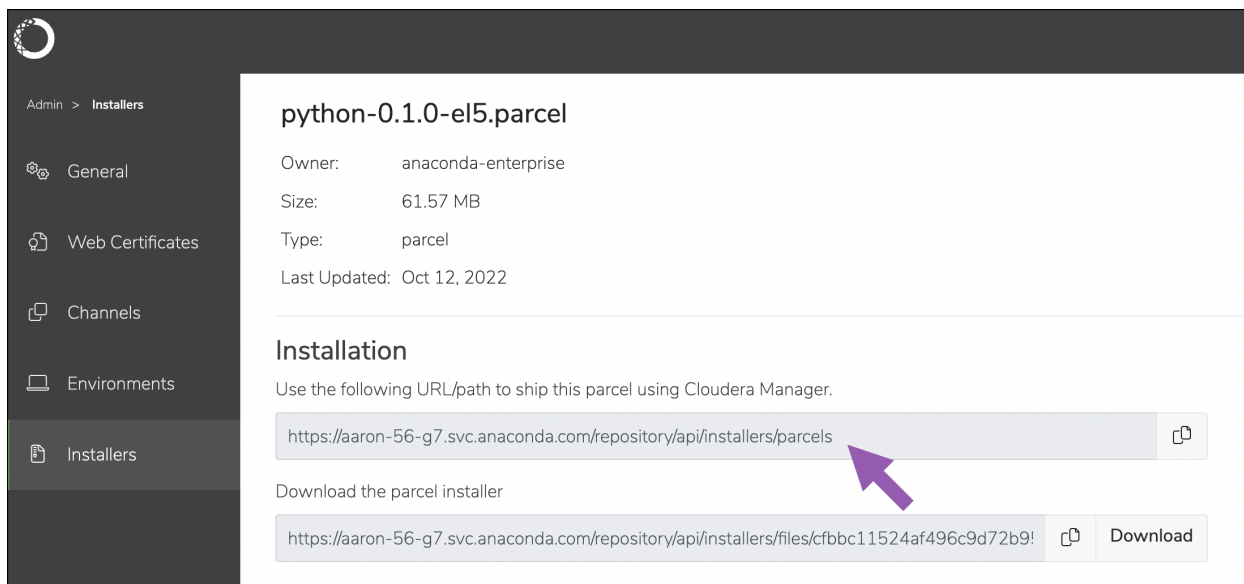 Admin > Installers
General
Web Certificates
Channels
Environments
Installers
python-0.1.0-el5.parcel
Owner: anaconda-enterprise
Size: 61.57 MB
Type: parcel
Last Updated: Oct 12, 2022
Installation
Use the following URL/path to ship this parcel using Cloudera Manager.
https://aaron-56-g7.svc.anaconda.com/repository/api/installers/parcels
Download the parcel installer
https://aaron-56-g7.svc.anaconda.com/repository/api/installers/files/cfbbc11524af496c9d72b9
Download